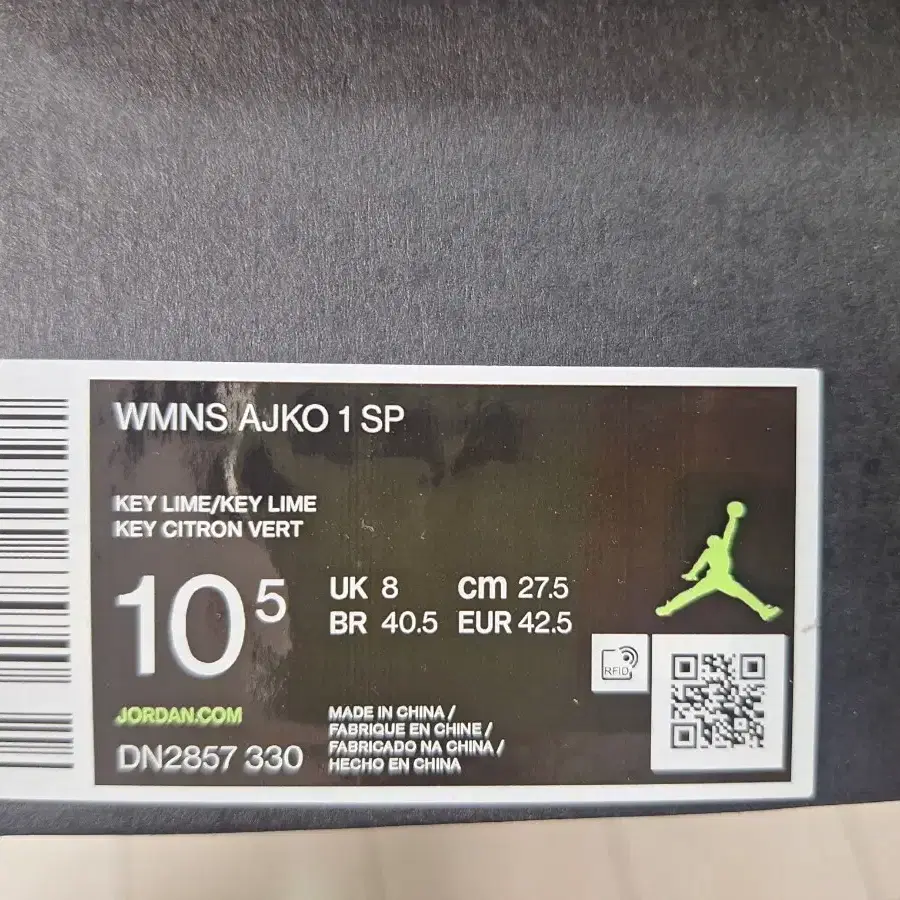 WMNS AJKO 1 SP
KEY LIME/KEY LIME
KEY CITRON VERT
10 5
UK 8 cm 27.5
BR 40.5 EUR 42.5
RFID
JORDAN.COM
DN2857 330
MADE IN CHINA /
FABRIQUE EN CHINE /
FABRICADO NA CHINA /
HECHO EN CHINA